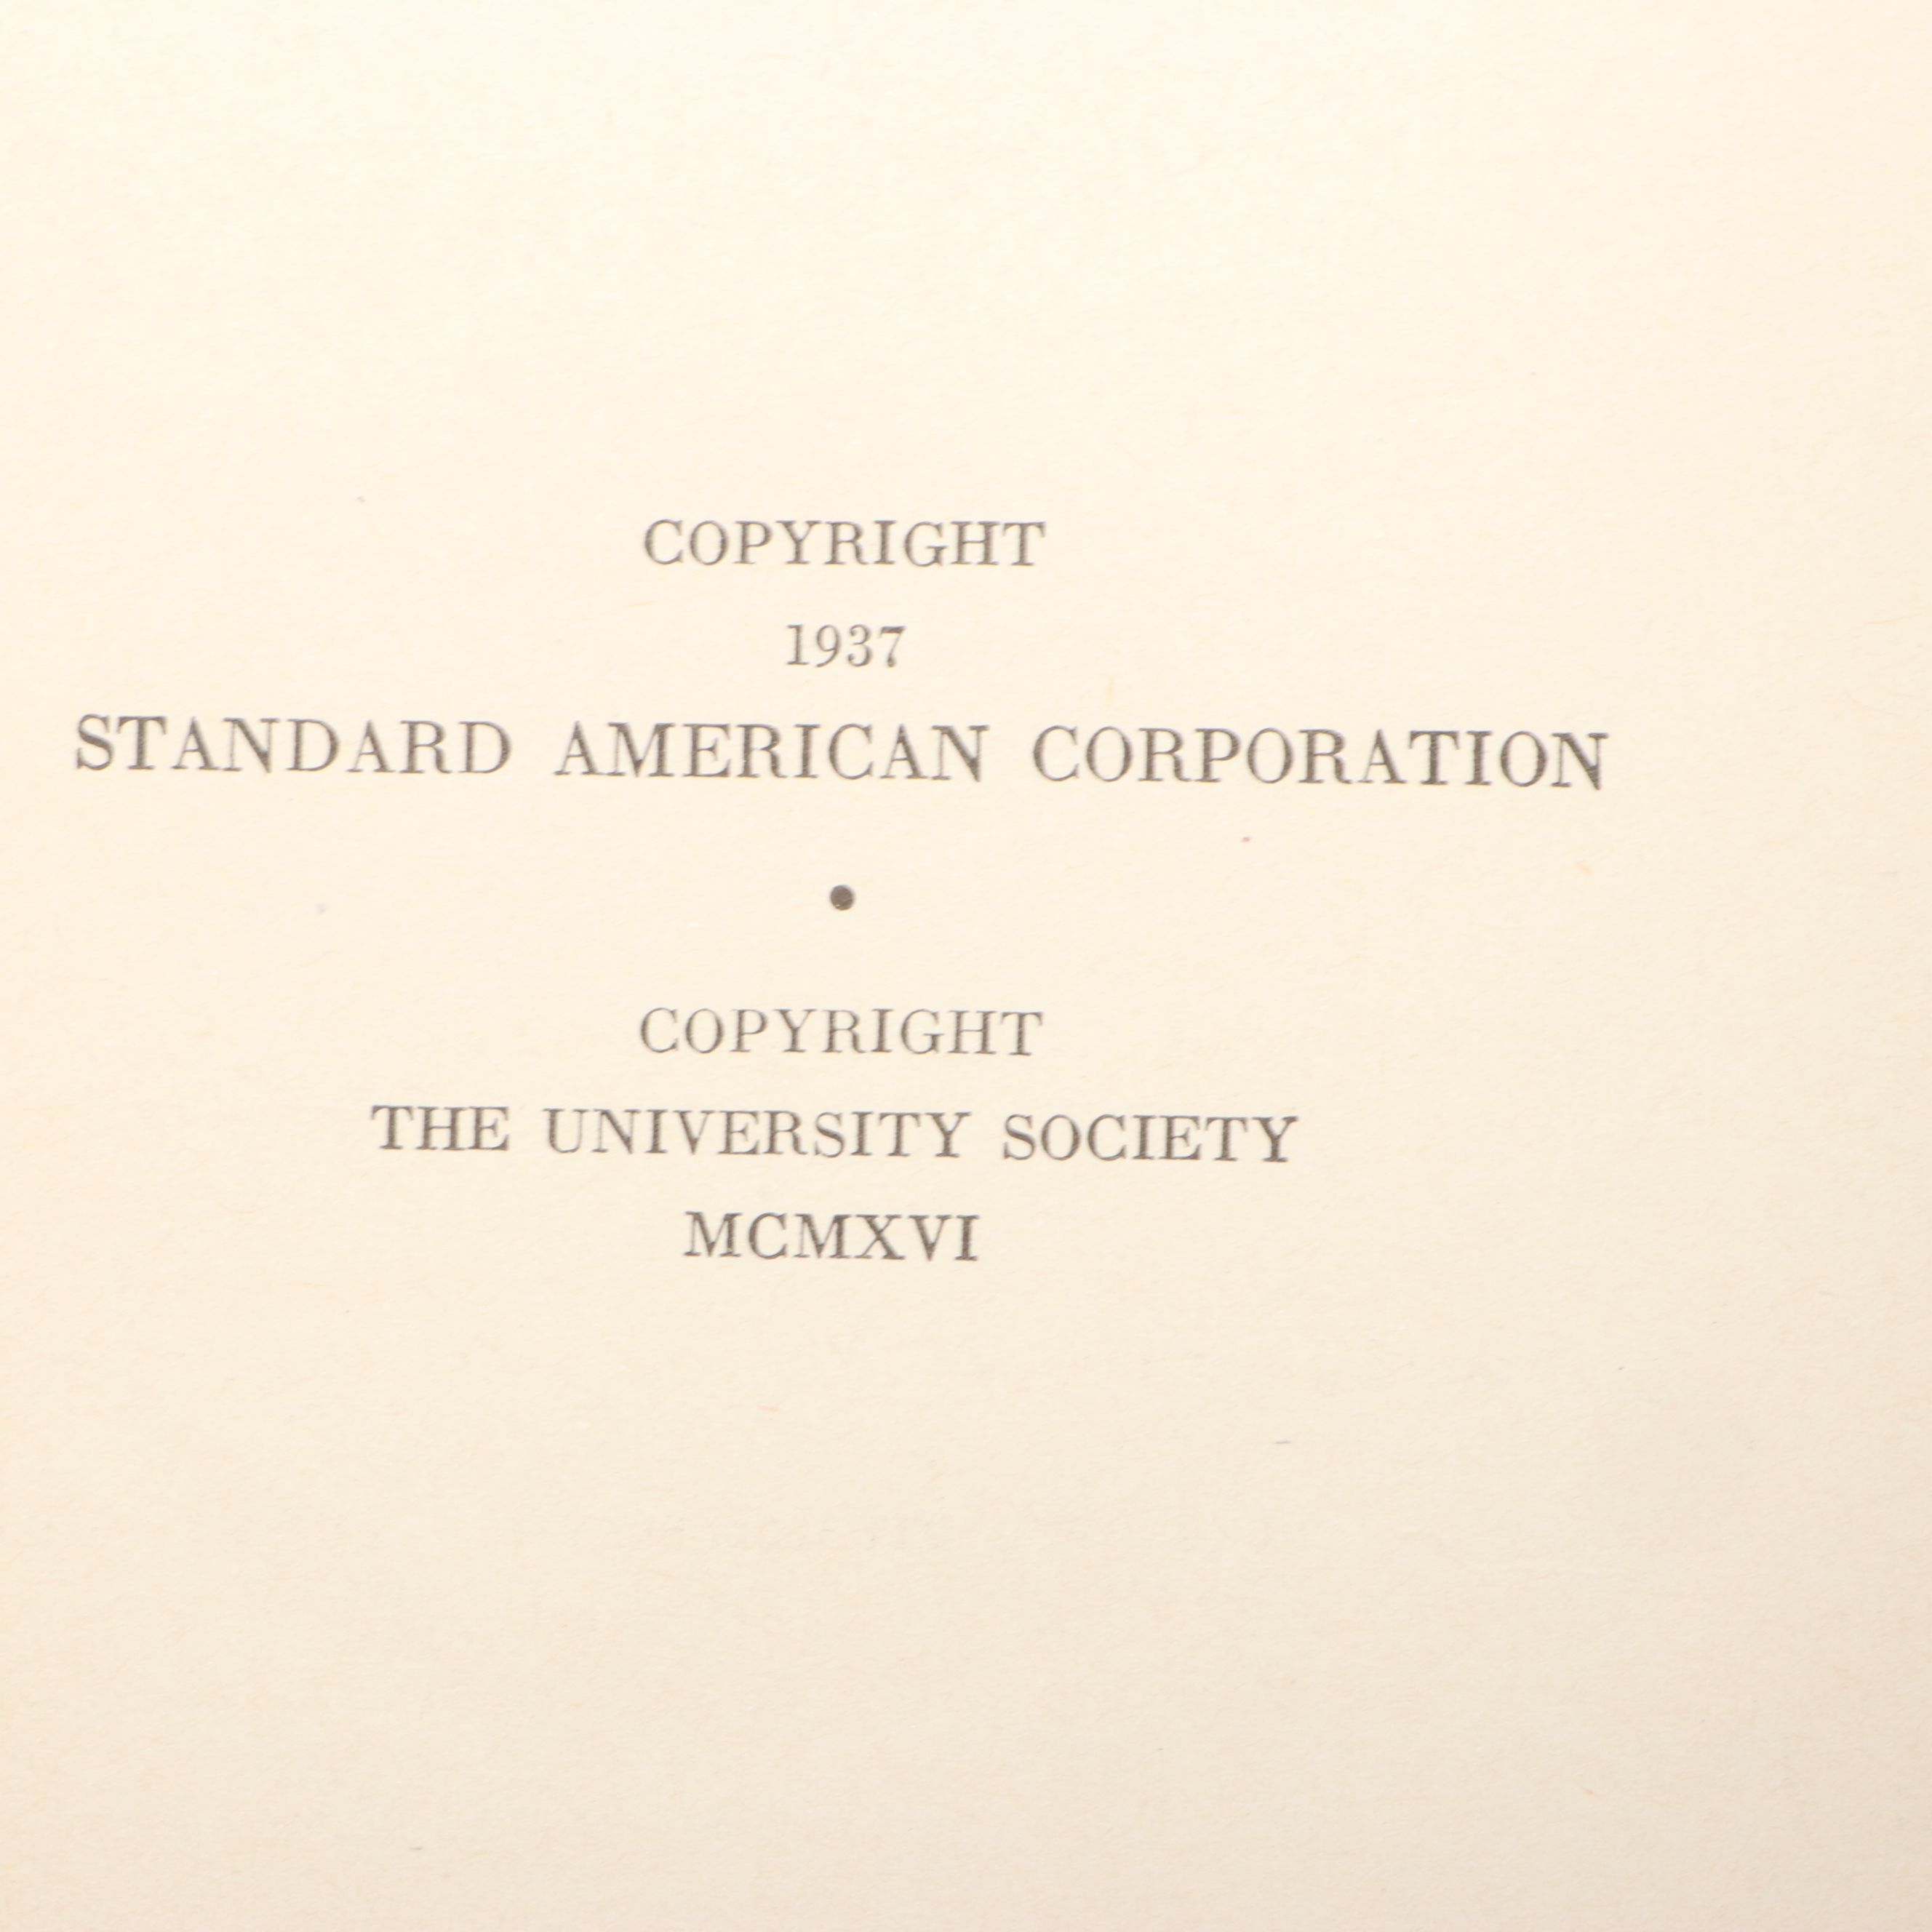 COPYRIGHT
1937
STANDARD AMERICAN CORPORATION
•
COPYRIGHT
THE UNIVERSITY SOCIETY
MCMXVI